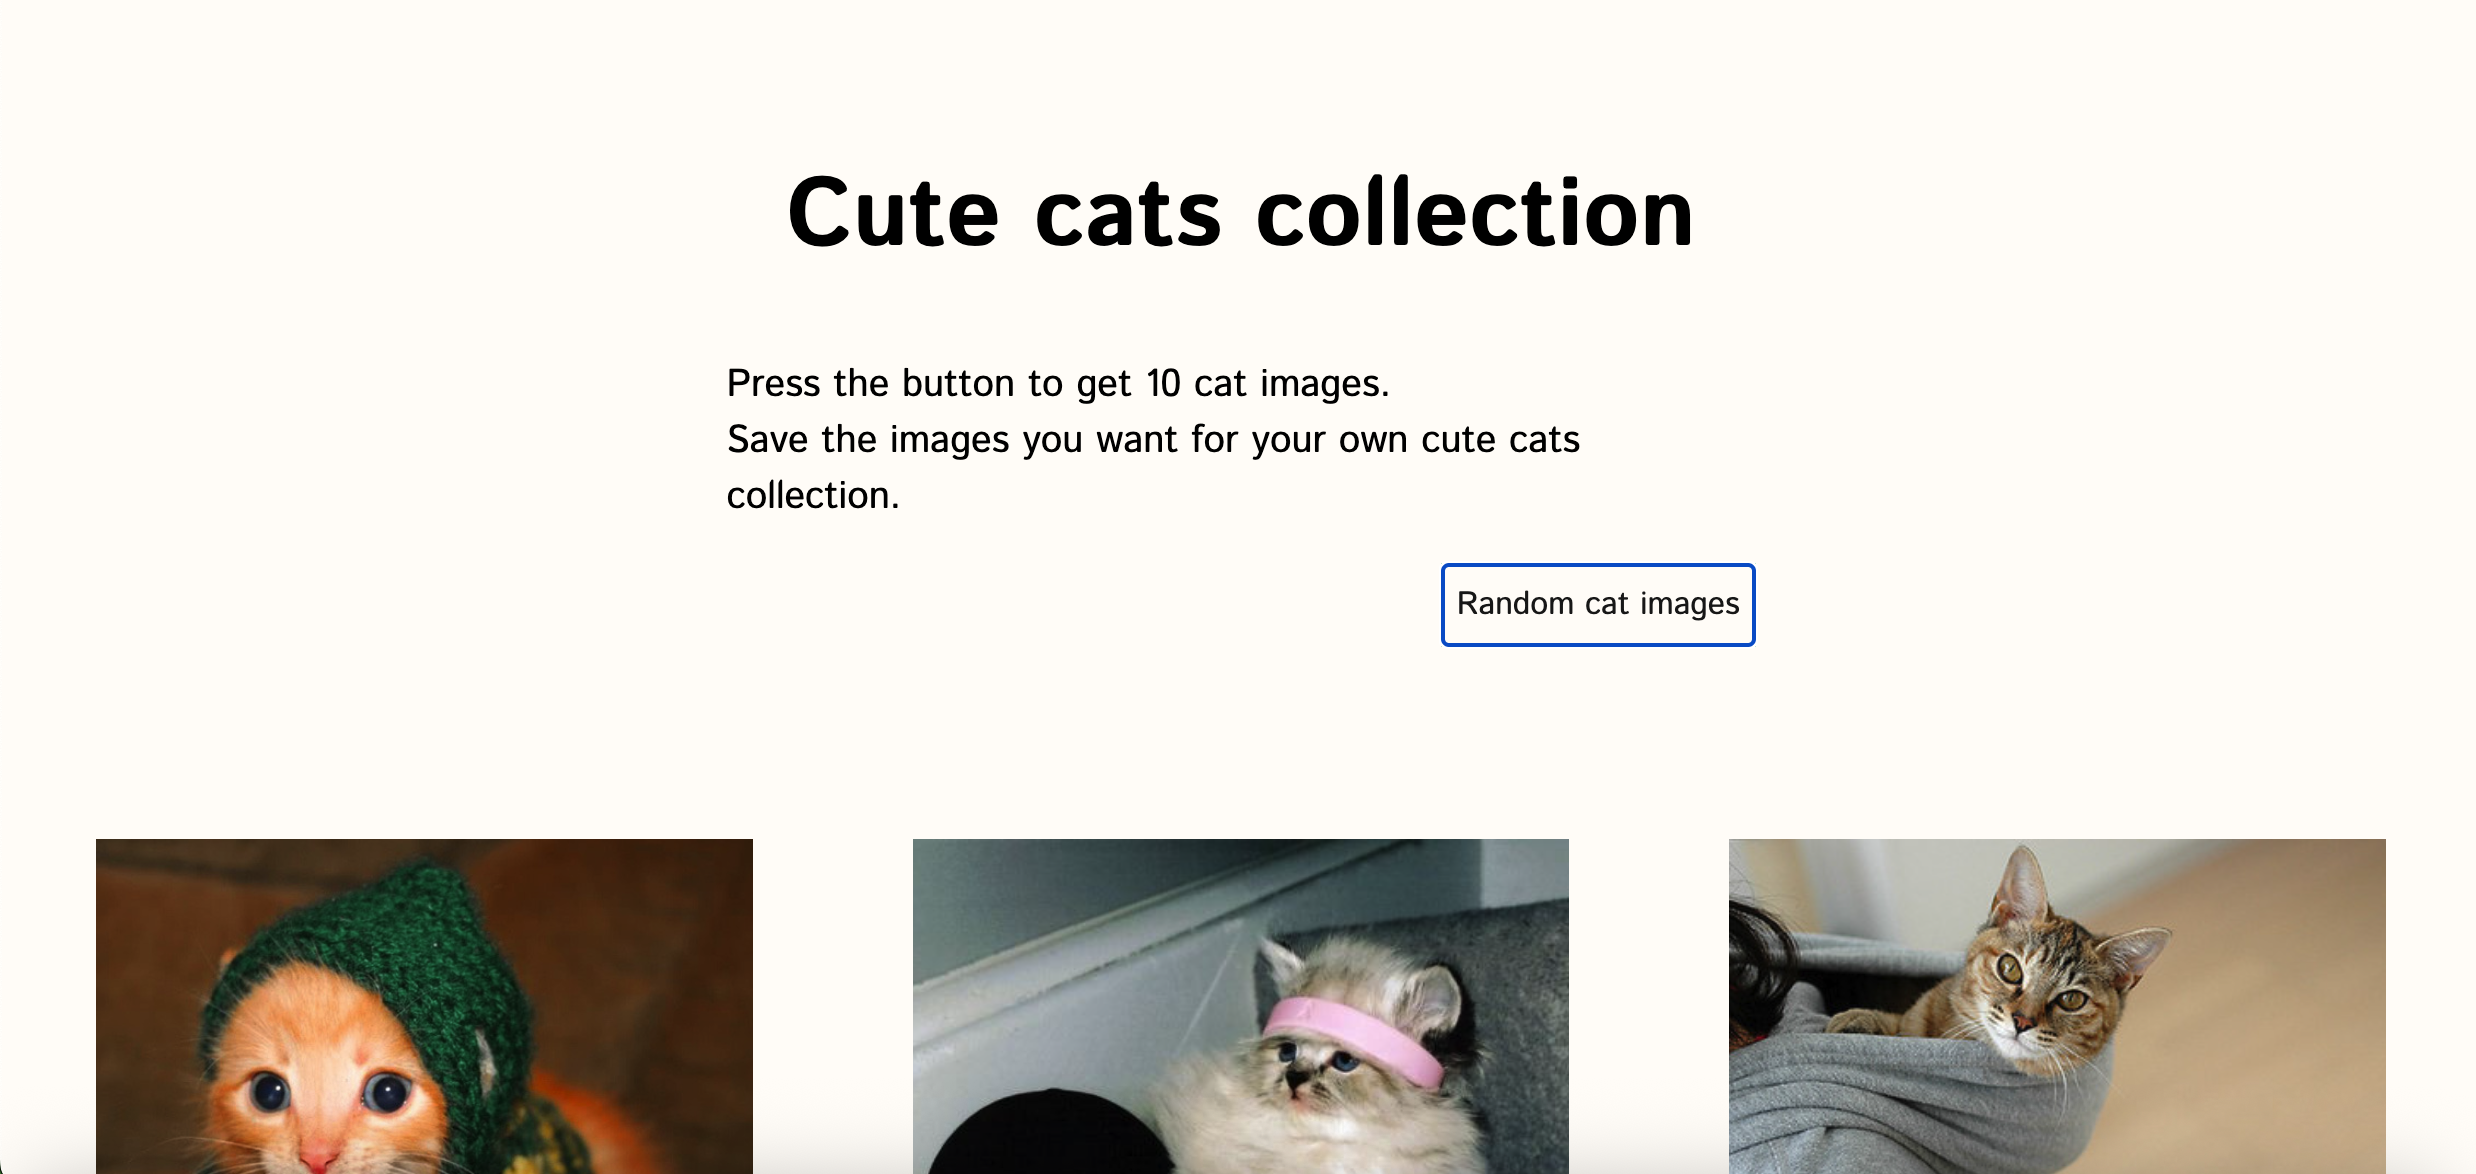 Cute cats collection
Press the button to get 10 cat images.
Save the images you want for your own cute cats
collection.
Random cat images